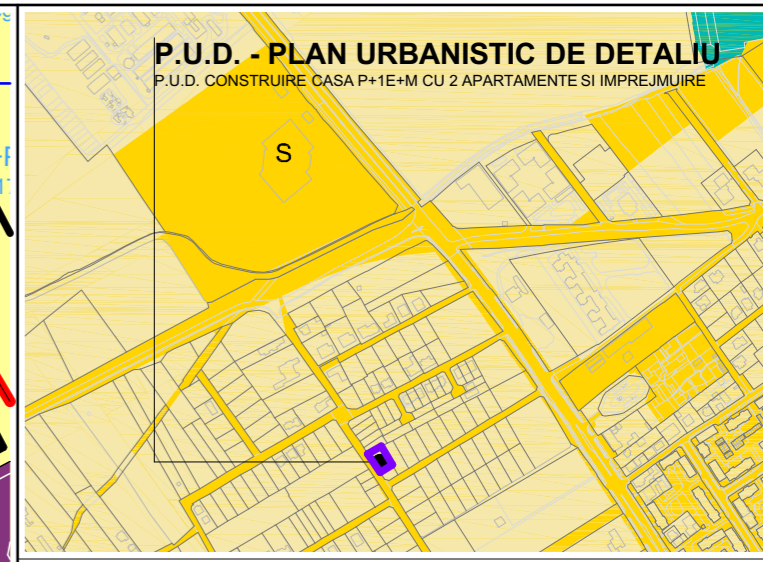 P.U.D. - PLAN URBANISTIC DE DETALIU
P.U.D. CONSTRUIRE CASA P+1E+M CU 2 APARTAMENTE SI IMPREJMUIRE
S